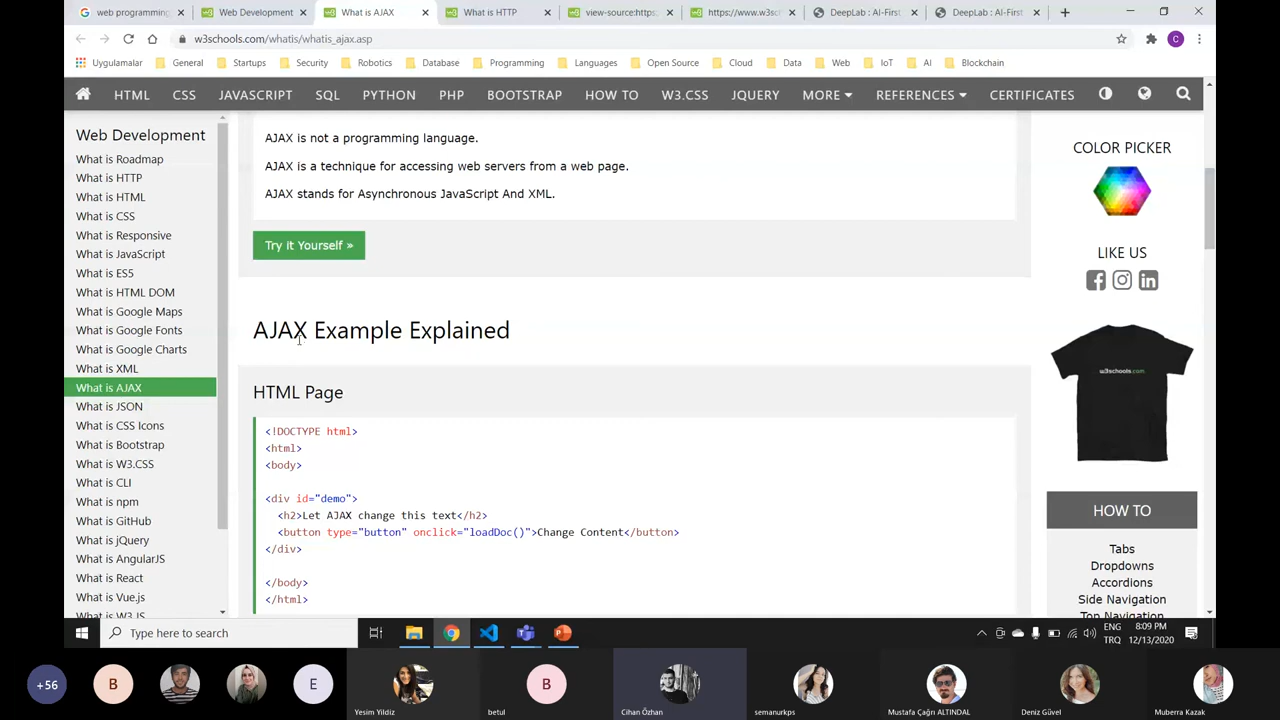 web programming
Web Development
What is AJAX
What is HTTP
view-source:https:
https://www.w3sc
DeepLab : AI-First
DeepLab : AI-First
w3schools.com/whatis/whatis_ajax.asp
C
Uygulamalar
General
Startups
Security
Robotics
Database
Programming
Languages
Open Source
Cloud
Data
Web
IoT
AI
Blockchain
HTML
CSS
JAVASCRIPT
SQL
PYTHON
PHP
BOOTSTRAP
HOW TO
W3.CSS
JQUERY
MORE
REFERENCES
CERTIFICATES
Web Development
What is Roadmap
What is HTTP
What is HTML
What is CSS
What is Responsive
What is JavaScript
What is ES5
What is HTML DOM
What is Google Maps
What is Google Fonts
What is Google Charts
What is XML
What is AJAX
What is JSON
What is CSS Icons
What is Bootstrap
What is W3.CSS
What is CLI
What is npm
What is GitHub
What is jQuery
What is AngularJS
What is React
What is Vue.js
What is W3.JS
AJAX is not a programming language.
AJAX is a technique for accessing web servers from a web page.
AJAX stands for Asynchronous JavaScript And XML.
Try it Yourself »
AJAX Example Explained
HTML Page
<!DOCTYPE html>
<html>
<body>
<div id="demo">
<h2>Let AJAX change this text</h2>
<button type="button" onclick="loadDoc()">Change Content</button>
</div>
</body>
</html>
COLOR PICKER
LIKE US
w3schools.com
HOW TO
Tabs
Dropdowns
Accordions
Side Navigation
Top Navigation
Type here to search
ENG
TRQ
8:09 PM
12/13/2020
+56
B
E
Yesim Yildiz
B
betul
Cihan Özhan
semanurkps
Mustafa Çağrı ALTINDAL
Deniz Güvel
Muberra Kazak